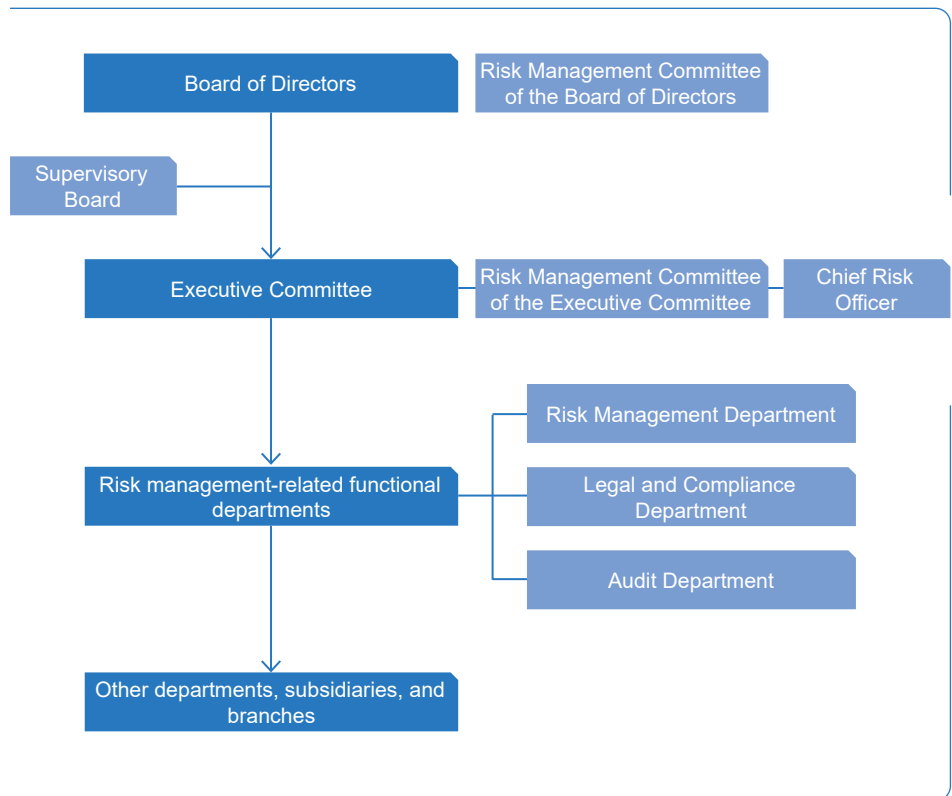 Board of Directors
Risk Management Committee
of the Board of Directors
Supervisory
Board
Executive Committee
Risk Management Committee
of the Executive Committee
Chief Risk
Officer
Risk Management Department
Risk management-related functional
departments
Legal and Compliance
Department
Audit Department
Other departments, subsidiaries, and
branches